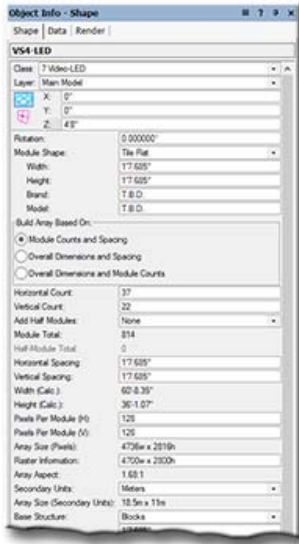 Object Info - Shape
Shape Data Render
VS4-LED
Class: 7 Video-LED
Layer: Main Model
X: 0"
Y: 0"
Z: 4'8"
Rotation: 0.000000°
Module Shape: Tile Flat
Width: 1'7.685"
Height: 1'7.685"
Brand: T.B.D.
Model: T.B.D.
Build Array Based On:
Module Counts and Spacing
Overall Dimensions and Spacing
Overall Dimensions and Module Counts
Horizontal Count: 37
Vertical Count: 22
Add Half Modules: None
Module Total: 814
Half-Module Total: 0
Horizontal Spacing: 1'7.685"
Vertical Spacing: 1'7.685"
Width (Calc.): 60'-8.35"
Height (Calc.): 36'-1.07"
Pixels Per Module (H): 128
Pixels Per Module (V): 128
Array Size (Pixels): 4736w x 2816h
Raster Information: 4700w x 2800h
Array Aspect: 1.68:1
Secondary Units: Meters
Array Size (Secondary Units): 18.5m x 11m
Base Structure: Blocks